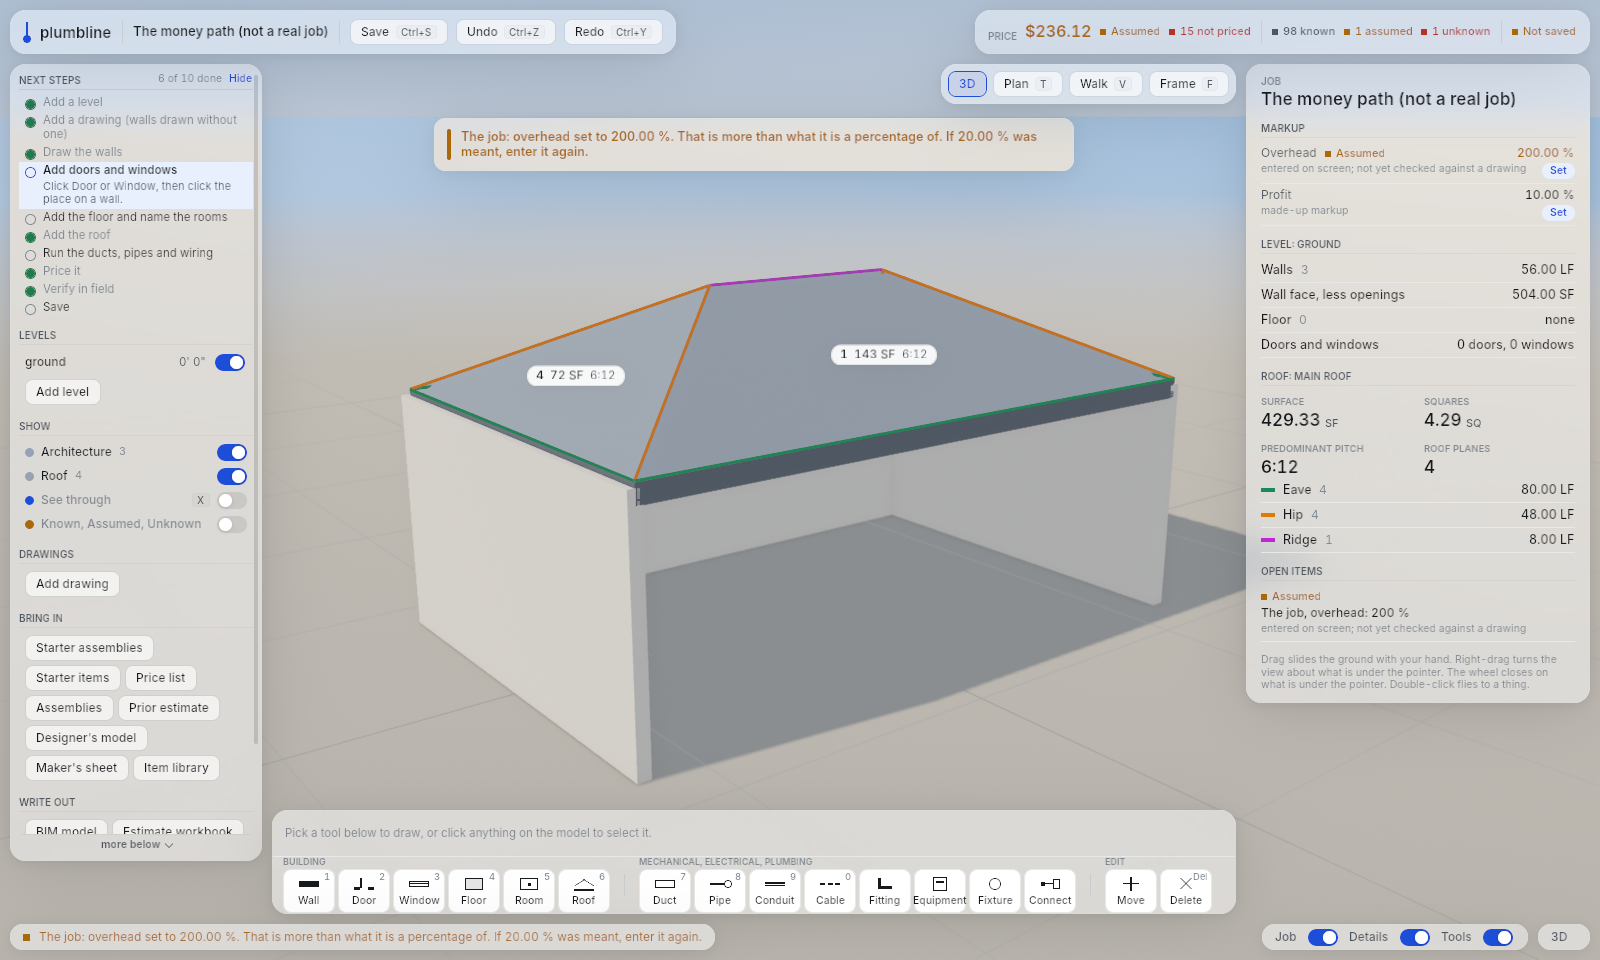 plumbline
The money path (not a real job)
Save Ctrl+S
Undo Ctrl+Z
Redo Ctrl+Y
PRICE $236.12 Assumed 15 not priced 98 known 1 assumed 1 unknown Not saved
NEXT STEPS 6 of 10 done Hide
Add a level
Add a drawing (walls drawn without
one)
Draw the walls
Add doors and windows
Click Door or Window, then click the
place on a wall.
Add the floor and name the rooms
Add the roof
Run the ducts, pipes and wiring
Price it
Verify in field
Save
LEVELS
ground 0' 0"
Add level
SHOW
Architecture 3
Roof 4
See through X
Known, Assumed, Unknown
DRAWINGS
Add drawing
BRING IN
Starter assemblies
Starter items Price list
Assemblies Prior estimate
Designer's model
Maker's sheet Item library
WRITE OUT
BIM model Estimate workbook
more below
3D Plan T Walk V Frame F
The job: overhead set to 200.00 %. That is more than what it is a percentage of. If 20.00 % was
meant, enter it again.
4 72 SF 6:12
1 143 SF 6:12
JOB
The money path (not a real job)
MARKUP
Overhead Assumed 200.00 %
entered on screen; not yet checked against a drawing Set
Profit 10.00 %
made-up markup Set
LEVEL: GROUND
Walls 3 56.00 LF
Wall face, less openings 504.00 SF
Floor 0 none
Doors and windows 0 doors, 0 windows
ROOF: MAIN ROOF
SURFACE SQUARES
429.33 SF 4.29 SQ
PREDOMINANT PITCH ROOF PLANES
6:12 4
Eave 4 80.00 LF
Hip 4 48.00 LF
Ridge 1 8.00 LF
OPEN ITEMS
Assumed
The job, overhead: 200 %
entered on screen; not yet checked against a drawing
Drag slides the ground with your hand. Right-drag turns the
view about what is under the pointer. The wheel closes on
what is under the pointer. Double-click flies to a thing.
Pick a tool below to draw, or click anything on the model to select it.
BUILDING MECHANICAL, ELECTRICAL, PLUMBING EDIT
1 2 3 4 5 6 7 8 9 0 Del
Wall Door Window Floor Room Roof Duct Pipe Conduit Cable Fitting Equipment Fixture Connect Move Delete
The job: overhead set to 200.00 %. That is more than what it is a percentage of. If 20.00 % was meant, enter it again.
Job Details Tools 3D